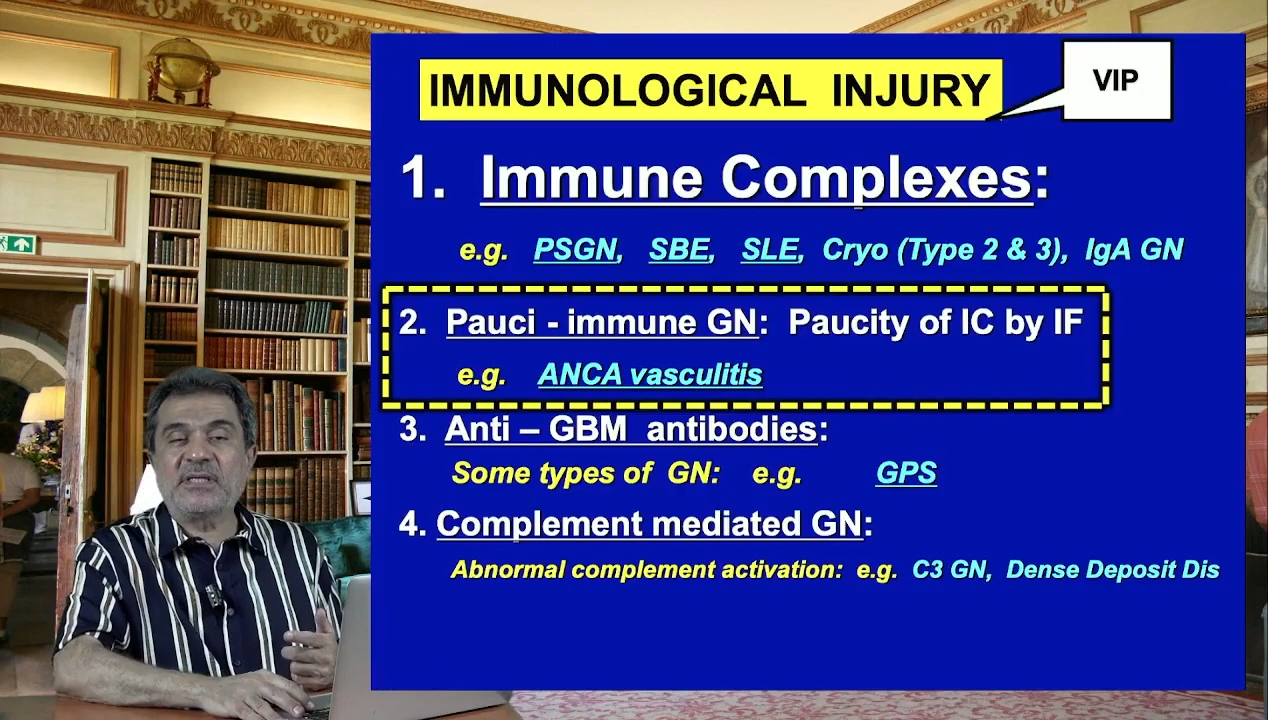 IMMUNOLOGICAL INJURY
VIP
1. Immune Complexes:
e.g. PSGN, SBE, SLE, Cryo (Type 2 & 3), IgA GN
2. Pauci - immune GN: Paucity of IC by IF
e.g. ANCA vasculitis
3. Anti – GBM antibodies:
Some types of GN: e.g. GPS
4. Complement mediated GN:
Abnormal complement activation: e.g. C3 GN, Dense Deposit Dis